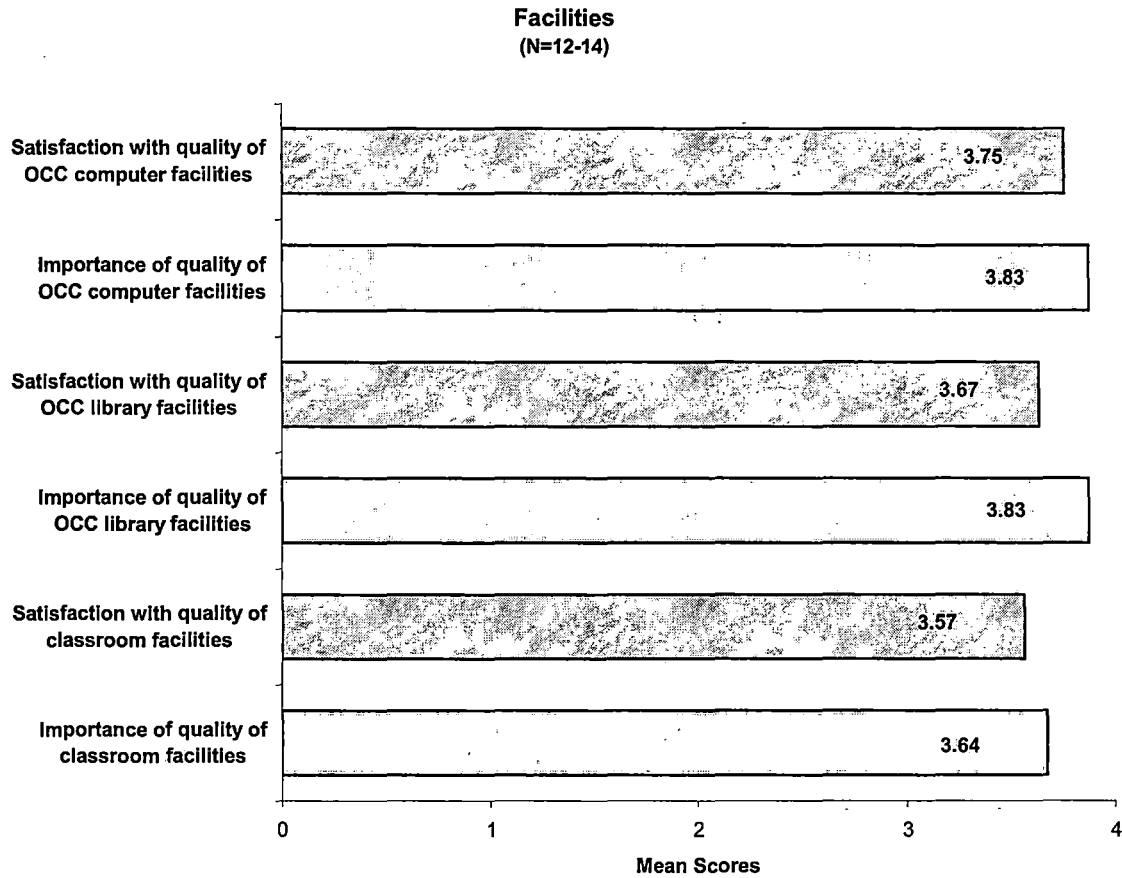 Facilities
(N=12-14)
Satisfaction with quality of
OCC computer facilities
3.75
Importance of quality of
OCC computer facilities
3.83
Satisfaction with quality of
OCC library facilities
3.67
Importance of quality of
OCC library facilities
3.83
Satisfaction with quality of
classroom facilities
3.57
Importance of quality of
classroom facilities
3.64
0 1 2 3 4
Mean Scores